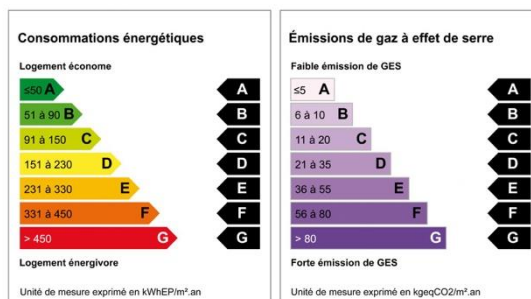 Consommations énergétiques
Logement économe
≤50 A A
51 à 90 B B
91 à 150 C C
151 à 230 D D
231 à 330 E E
331 à 450 F F
> 450 G G
Logement énergivore
Unité de mesure exprimé en kWhEP/m².an
Émissions de gaz à effet de serre
Faible émission de GES
≤5 A A
6 à 10 B B
11 à 20 C C
21 à 35 D D
36 à 55 E E
56 à 80 F F
> 80 G G
Forte émission de GES
Unité de mesure exprimé en kgeqCO2/m².an